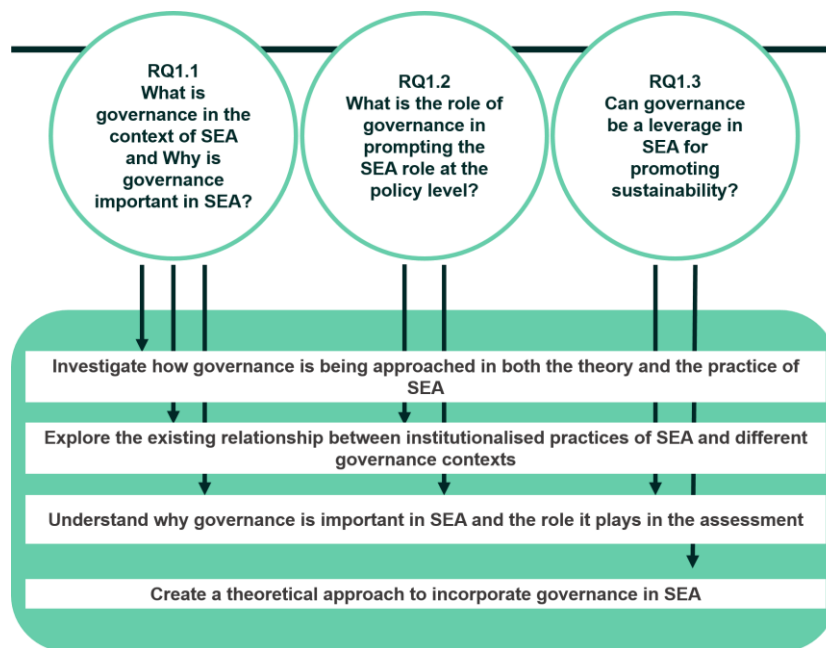 RQ1.1
What is
governance in the
context of SEA
and Why is
governance
important in SEA?
RQ1.2
What is the role of
governance in
prompting the
SEA role at the
policy level?
RQ1.3
Can governance
be a leverage in
SEA for
promoting
sustainability?
Investigate how governance is being approached in both the theory and the practice of
SEA
Explore the existing relationship between institutionalised practices of SEA and different
governance contexts
Understand why governance is important in SEA and the role it plays in the assessment
Create a theoretical approach to incorporate governance in SEA